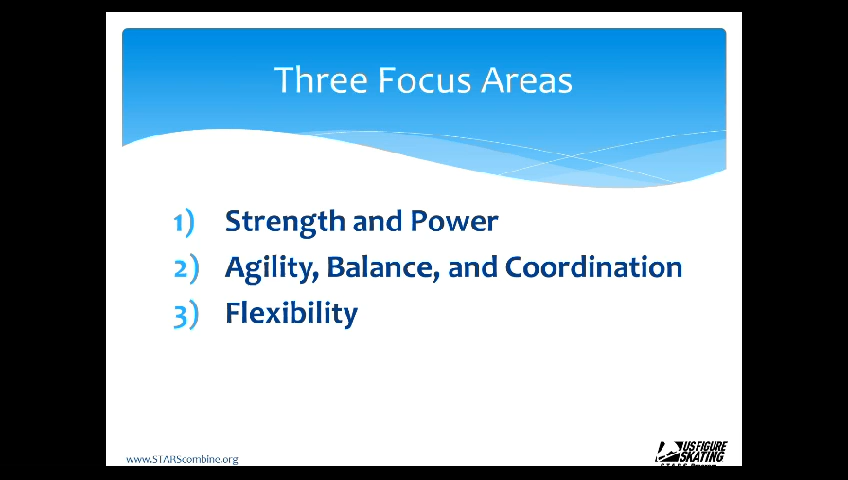 Three Focus Areas
1) Strength and Power
2) Agility, Balance, and Coordination
3) Flexibility
www.STARScombine.org
US FIGURE
SKATING
S.T.A.R.S.